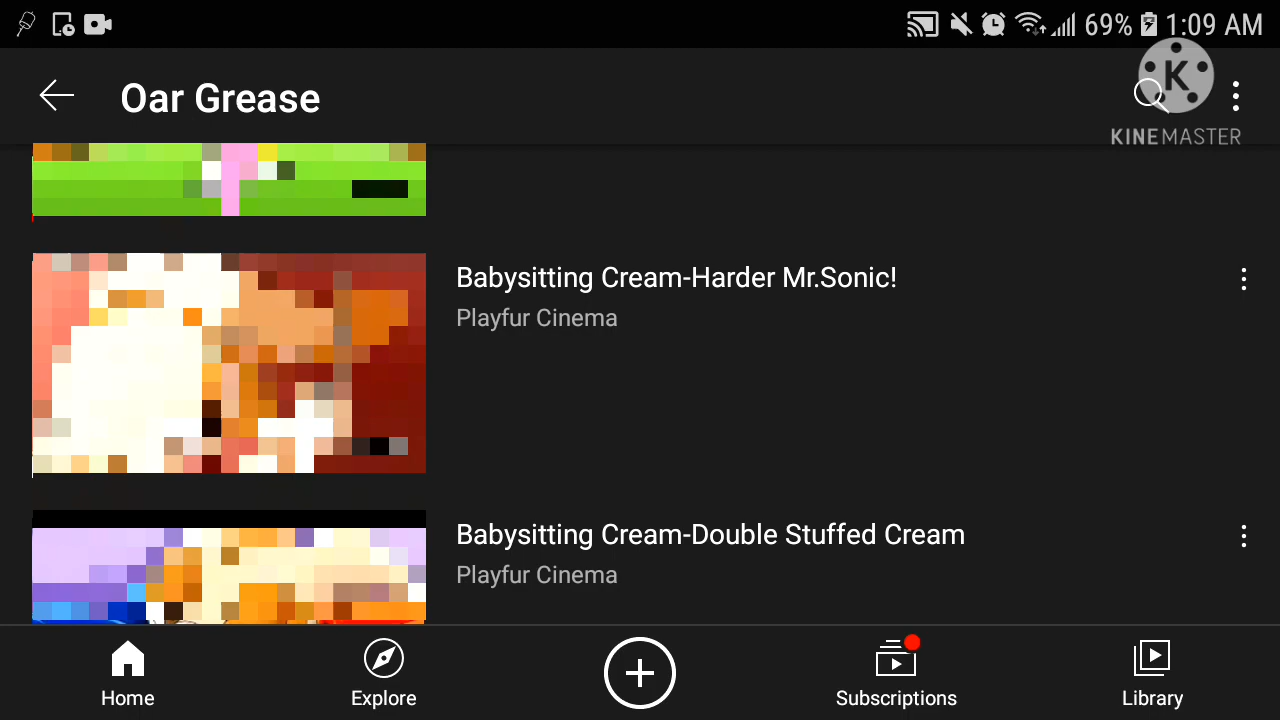 69% 1:09 AM
Oar Grease
K
KINEMASTER
Babysitting Cream-Harder Mr.Sonic!
Playfur Cinema
Babysitting Cream-Double Stuffed Cream
Playfur Cinema
Home
Explore
Subscriptions
Library